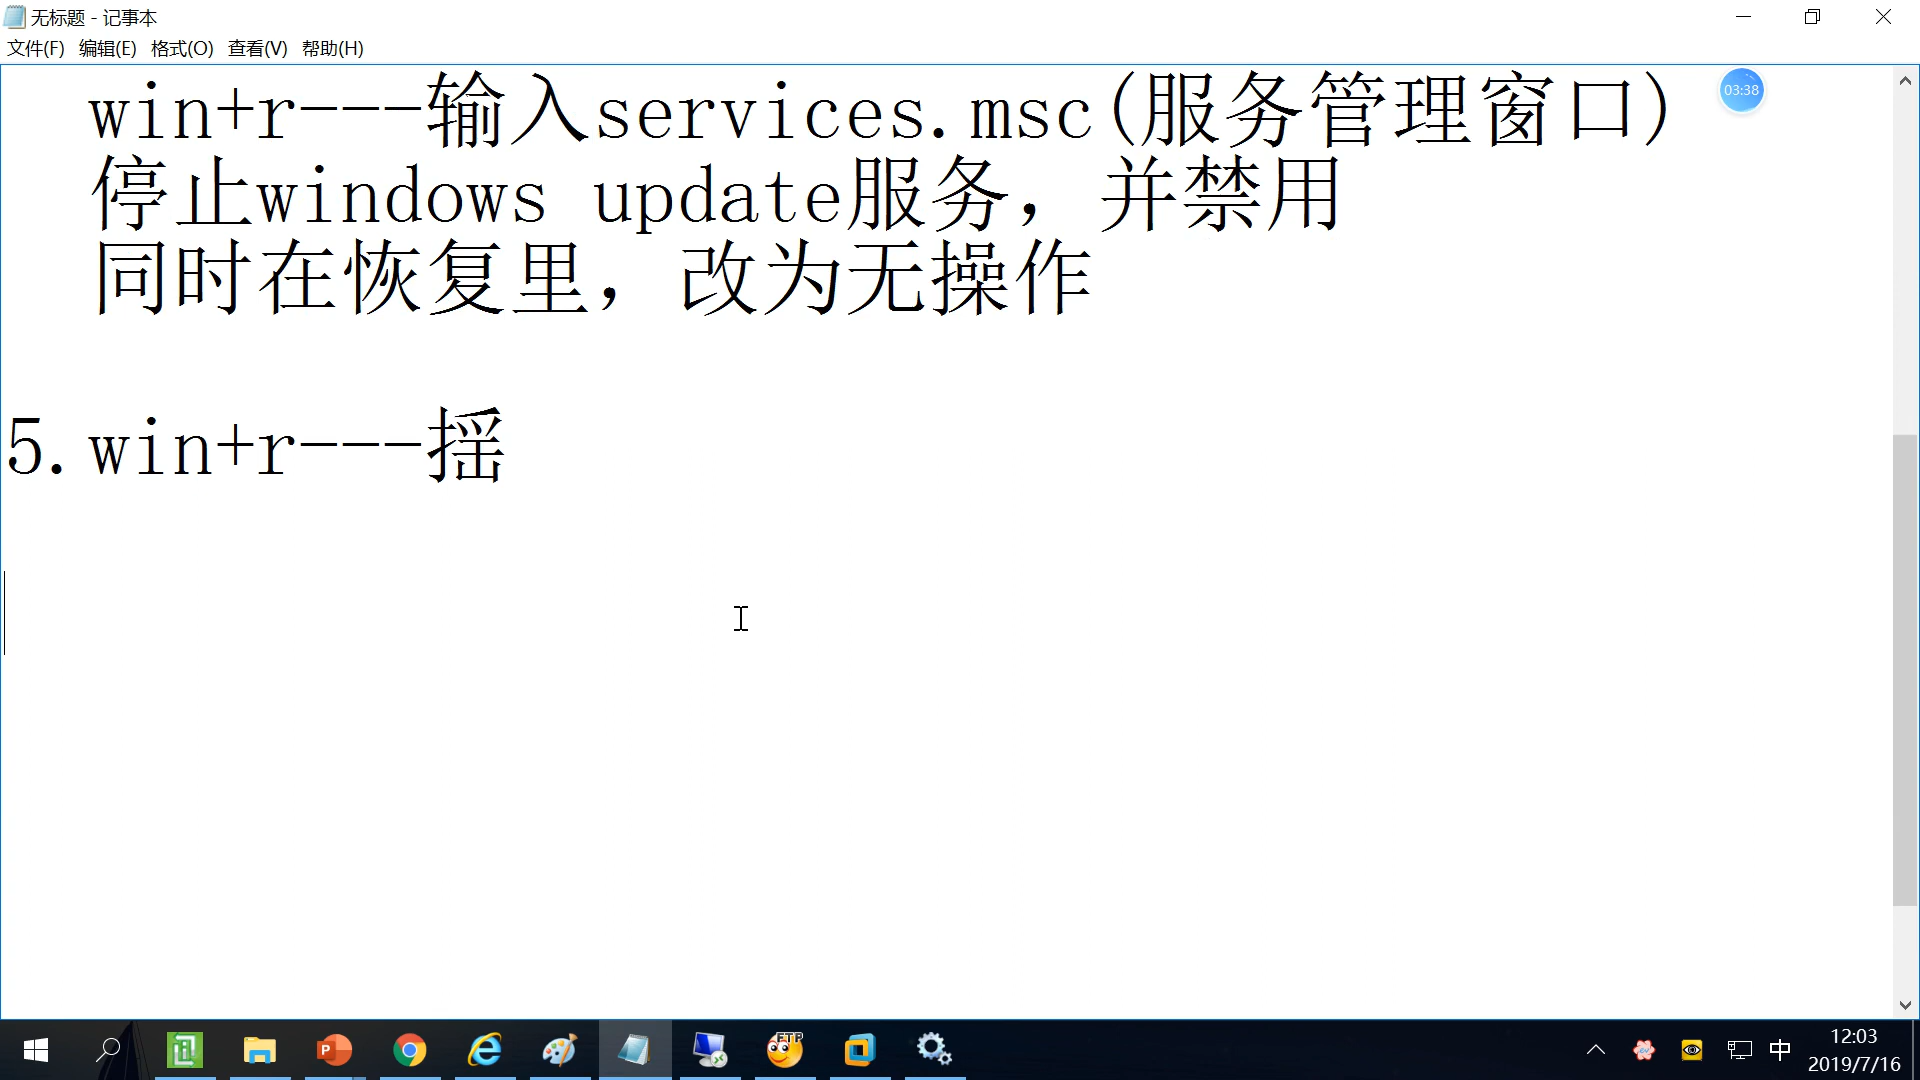 无标题 - 记事本
文件(F) 编辑(E) 格式(O) 查看(V) 帮助(H)
win+r---输入services.msc(服务管理窗口)
03:38
停止windows update服务，并禁用
同时在恢复里，改为无操作
5.win+r---摇
FTP
中
12:03
2019/7/16